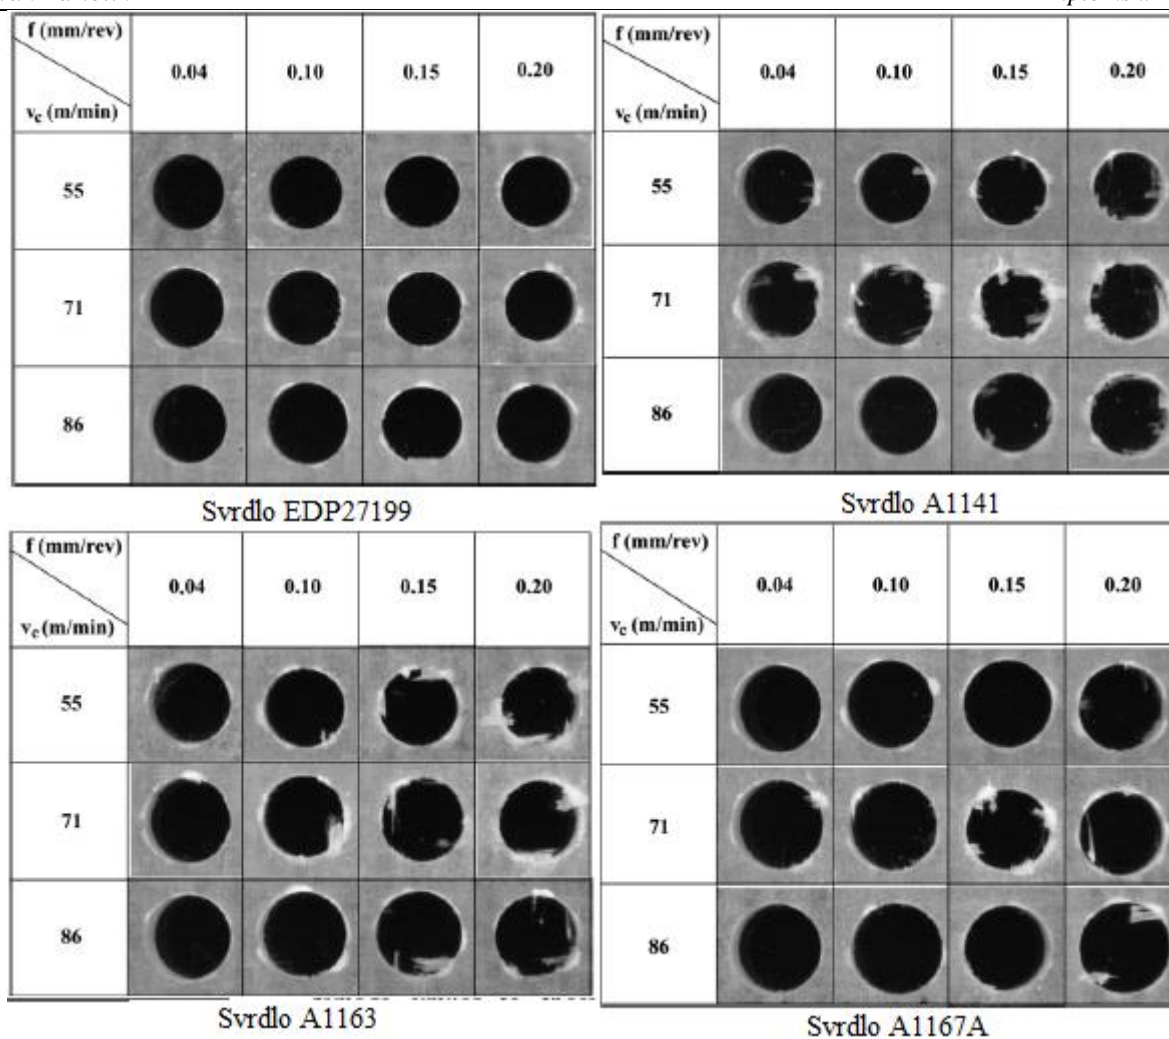 f (mm/rev)
0.04 0.10 0.15 0.20
v_c (m/min)
55
71
86
Svrdlo EDP27199
f (mm/rev)
0.04 0.10 0.15 0.20
v_c (m/min)
55
71
86
Svrdlo A1141
f (mm/rev)
0.04 0.10 0.15 0.20
v_c (m/min)
55
71
86
Svrdlo A1163
f (mm/rev)
0.04 0.10 0.15 0.20
v_c (m/min)
55
71
86
Svrdlo A1167A